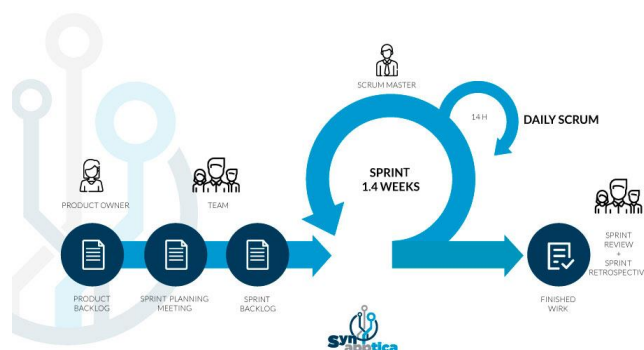 SCRUM MASTER
14 H
DAILY SCRUM
SPRINT
1.4 WEEKS
PRODUCT OWNER
TEAM
SPRINT
REVIEW
+
SPRINT
RETROSPECTIV
PRODUCT
BACKLOG
SPRINT PLANNING
MEETING
SPRINT
BACKLOG
FINISHED
WIRK
Syn
apptica